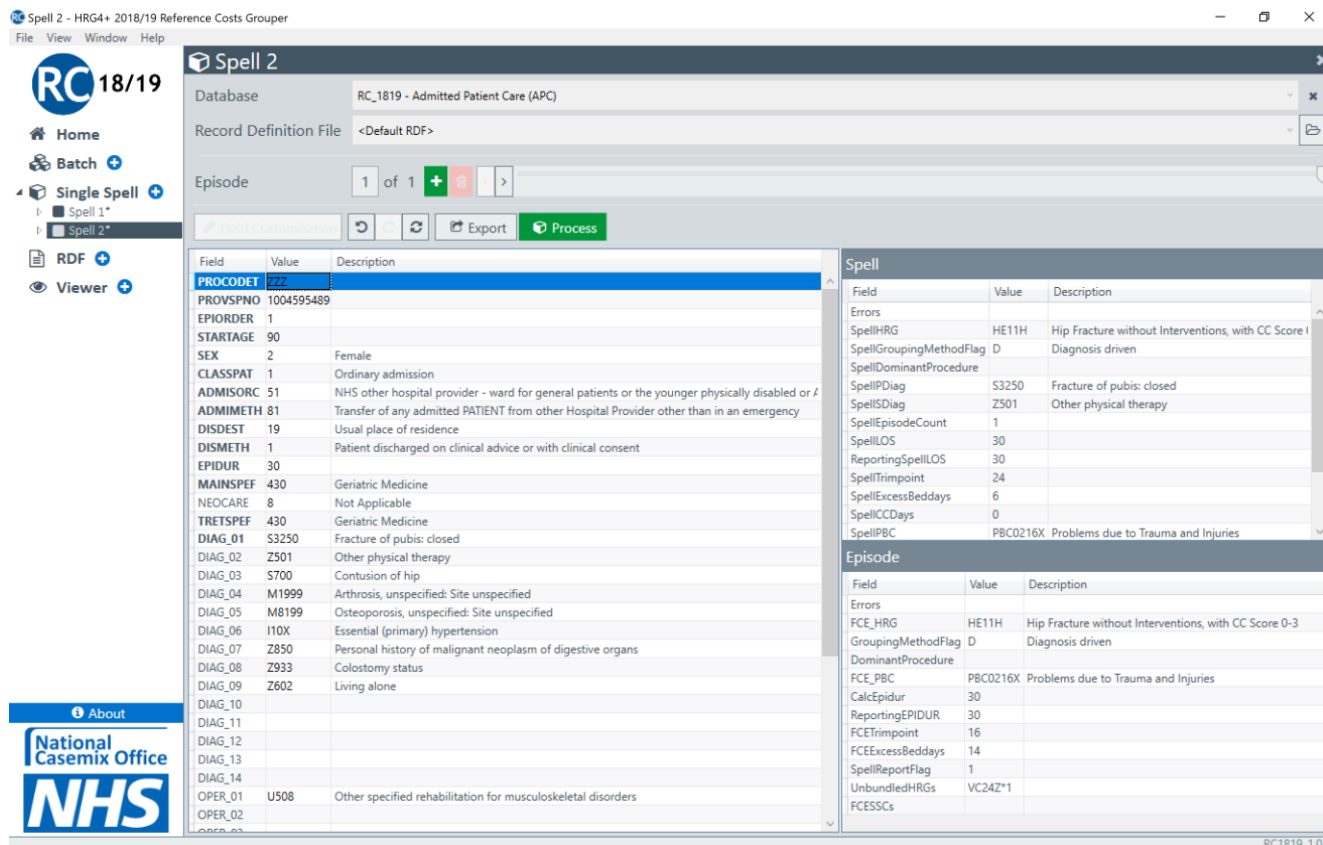 Spell 2 - HRG4+ 2018/19 Reference Costs Grouper
File View Window Help
RC 18/19
Home
Batch
Single Spell
Spell 1*
Spell 2*
RDF
Viewer
About
National
Casemix Office
NHS
Spell 2
Database RC_1819 - Admitted Patient Care (APC)
Record Definition File <Default RDF>
Episode 1 of 1
Field Customisation Export Process
Field Value Description
PROCODET ZZZ
PROVSPNO 1004595489
EPIORDER 1
STARTAGE 90
SEX 2 Female
CLASSPAT 1 Ordinary admission
ADMISORC 51 NHS other hospital provider - ward for general patients or the younger physically disabled or A
ADMIMETH 81 Transfer of any admitted PATIENT from other Hospital Provider other than in an emergency
DISDEST 19 Usual place of residence
DISMETH 1 Patient discharged on clinical advice or with clinical consent
EPIDUR 30
MAINSPEF 430 Geriatric Medicine
NEOCARE 8 Not Applicable
TRETSPEF 430 Geriatric Medicine
DIAG_01 S3250 Fracture of pubis: closed
DIAG_02 Z501 Other physical therapy
DIAG_03 S700 Contusion of hip
DIAG_04 M1999 Arthrosis, unspecified: Site unspecified
DIAG_05 M8199 Osteoporosis, unspecified: Site unspecified
DIAG_06 I10X Essential (primary) hypertension
DIAG_07 Z850 Personal history of malignant neoplasm of digestive organs
DIAG_08 Z933 Colostomy status
DIAG_09 Z602 Living alone
DIAG_10
DIAG_11
DIAG_12
DIAG_13
DIAG_14
OPER_01 U508 Other specified rehabilitation for musculoskeletal disorders
OPER_02
Spell
Field Value Description
Errors
SpellHRG HE11H Hip Fracture without Interventions, with CC Score
SpellGroupingMethodFlag D Diagnosis driven
SpellDominantProcedure
SpellPDiag S3250 Fracture of pubis: closed
SpellSDiag Z501 Other physical therapy
SpellEpisodeCount 1
SpellLOS 30
ReportingSpellLOS 30
SpellTrimpoint 24
SpellExcessBeddays 6
SpellCCDays 0
SpellPBC PBC0216X Problems due to Trauma and Injuries
Episode
Field Value Description
Errors
FCE_HRG HE11H Hip Fracture without Interventions, with CC Score 0-3
GroupingMethodFlag D Diagnosis driven
DominantProcedure
FCE_PBC PBC0216X Problems due to Trauma and Injuries
CalcEpidur 30
ReportingEPIDUR 30
FCETrimpoint 16
FCEExcessBeddays 14
SpellReportFlag 1
UnbundledHRGs VC24Z*1
FCESSCs